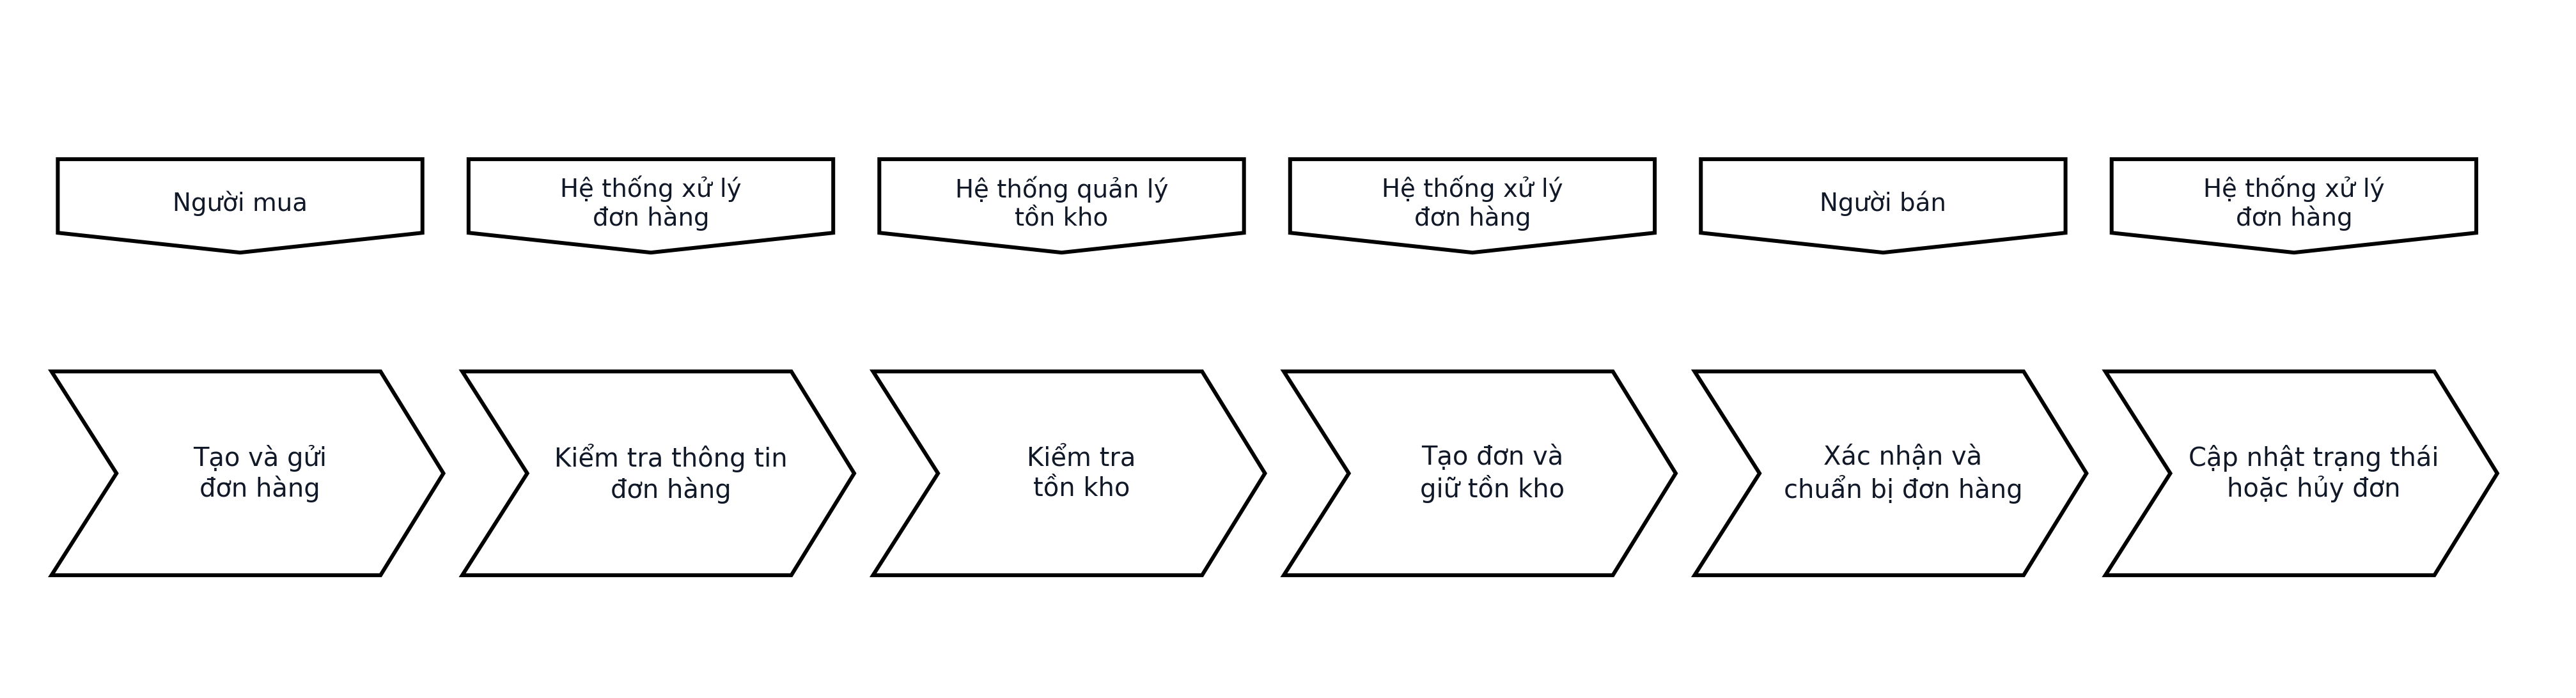 Người mua
Hệ thống xử lý
đơn hàng
Hệ thống quản lý
tồn kho
Hệ thống xử lý
đơn hàng
Người bán
Hệ thống xử lý
đơn hàng
Tạo và gửi
đơn hàng
Kiểm tra thông tin
đơn hàng
Kiểm tra
tồn kho
Tạo đơn và
giữ tồn kho
Xác nhận và
chuẩn bị đơn hàng
Cập nhật trạng thái
hoặc hủy đơn